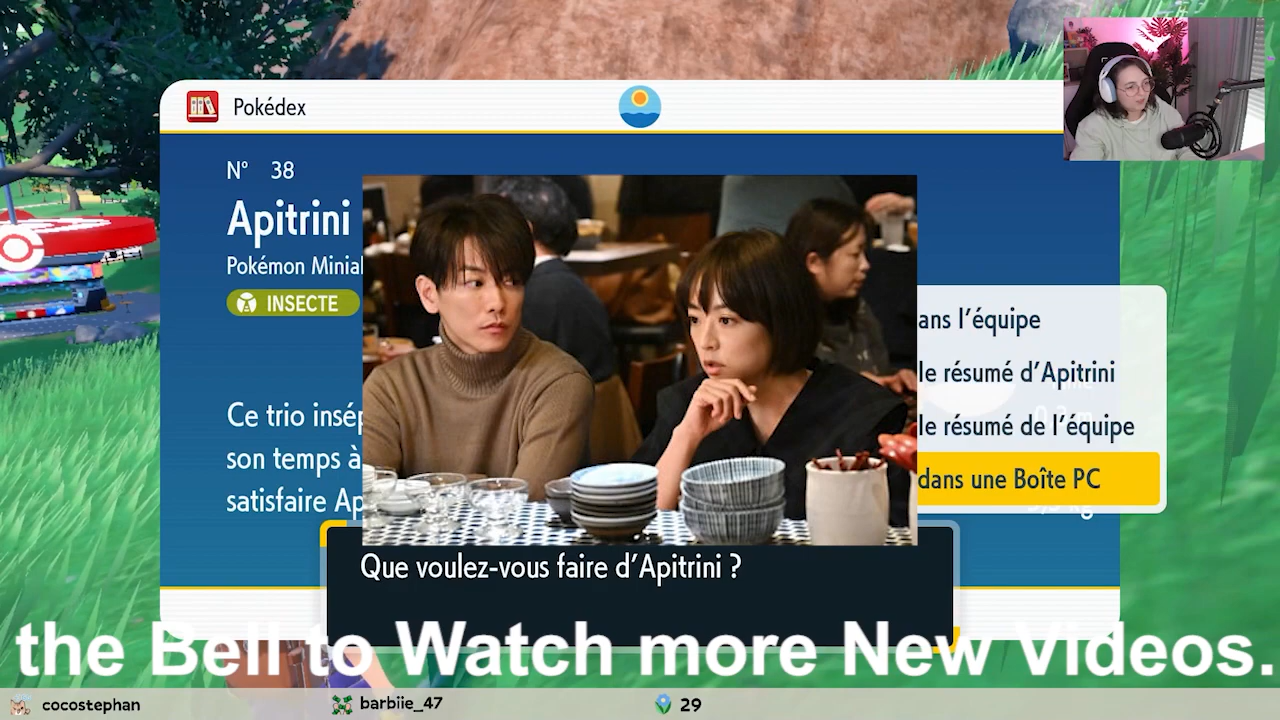 Pokédex
N° 38
Apitrini
Pokémon Minia
INSECTE
Ce trio insép
son temps à
satisfaire Ap
ans l'équipe
le résumé d'Apitrini
le résumé de l'équipe
dans une Boîte PC
Que voulez-vous faire d'Apitrini ?
the Bell to Watch more New Videos.
cocostephan
barbiie_47
29